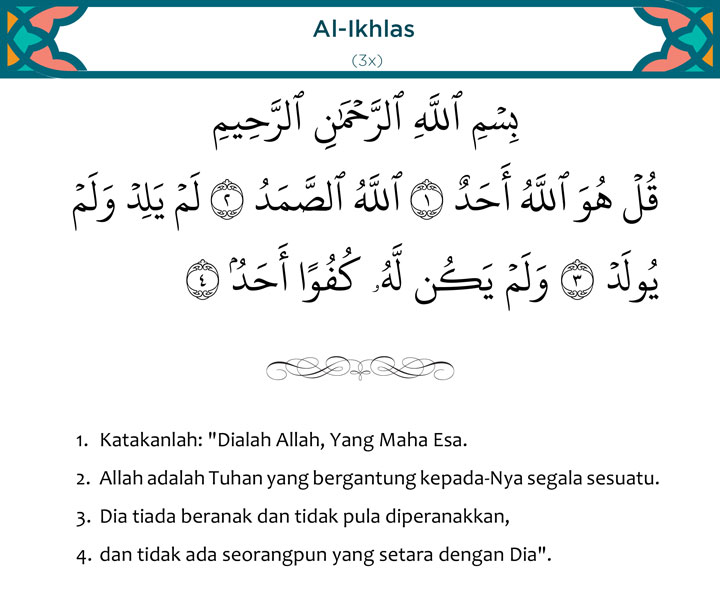 Al-Ikhlas
(3x)
بِسْمِ ٱللَّهِ ٱلرَّحْمَٰنِ ٱلرَّحِيمِ
قُلْ هُوَ ٱللَّهُ أَحَدٌ ١ ٱللَّهُ ٱلصَّمَدُ ٢ لَمْ يَلِدْ وَلَمْ
يُولَدْ ٣ وَلَمْ يَكُن لَّهُۥ كُفُوًا أَحَدٌۢ ٤
1. Katakanlah: "Dialah Allah, Yang Maha Esa.
2. Allah adalah Tuhan yang bergantung kepada-Nya segala sesuatu.
3. Dia tiada beranak dan tidak pula diperanakkan,
4. dan tidak ada seorangpun yang setara dengan Dia".